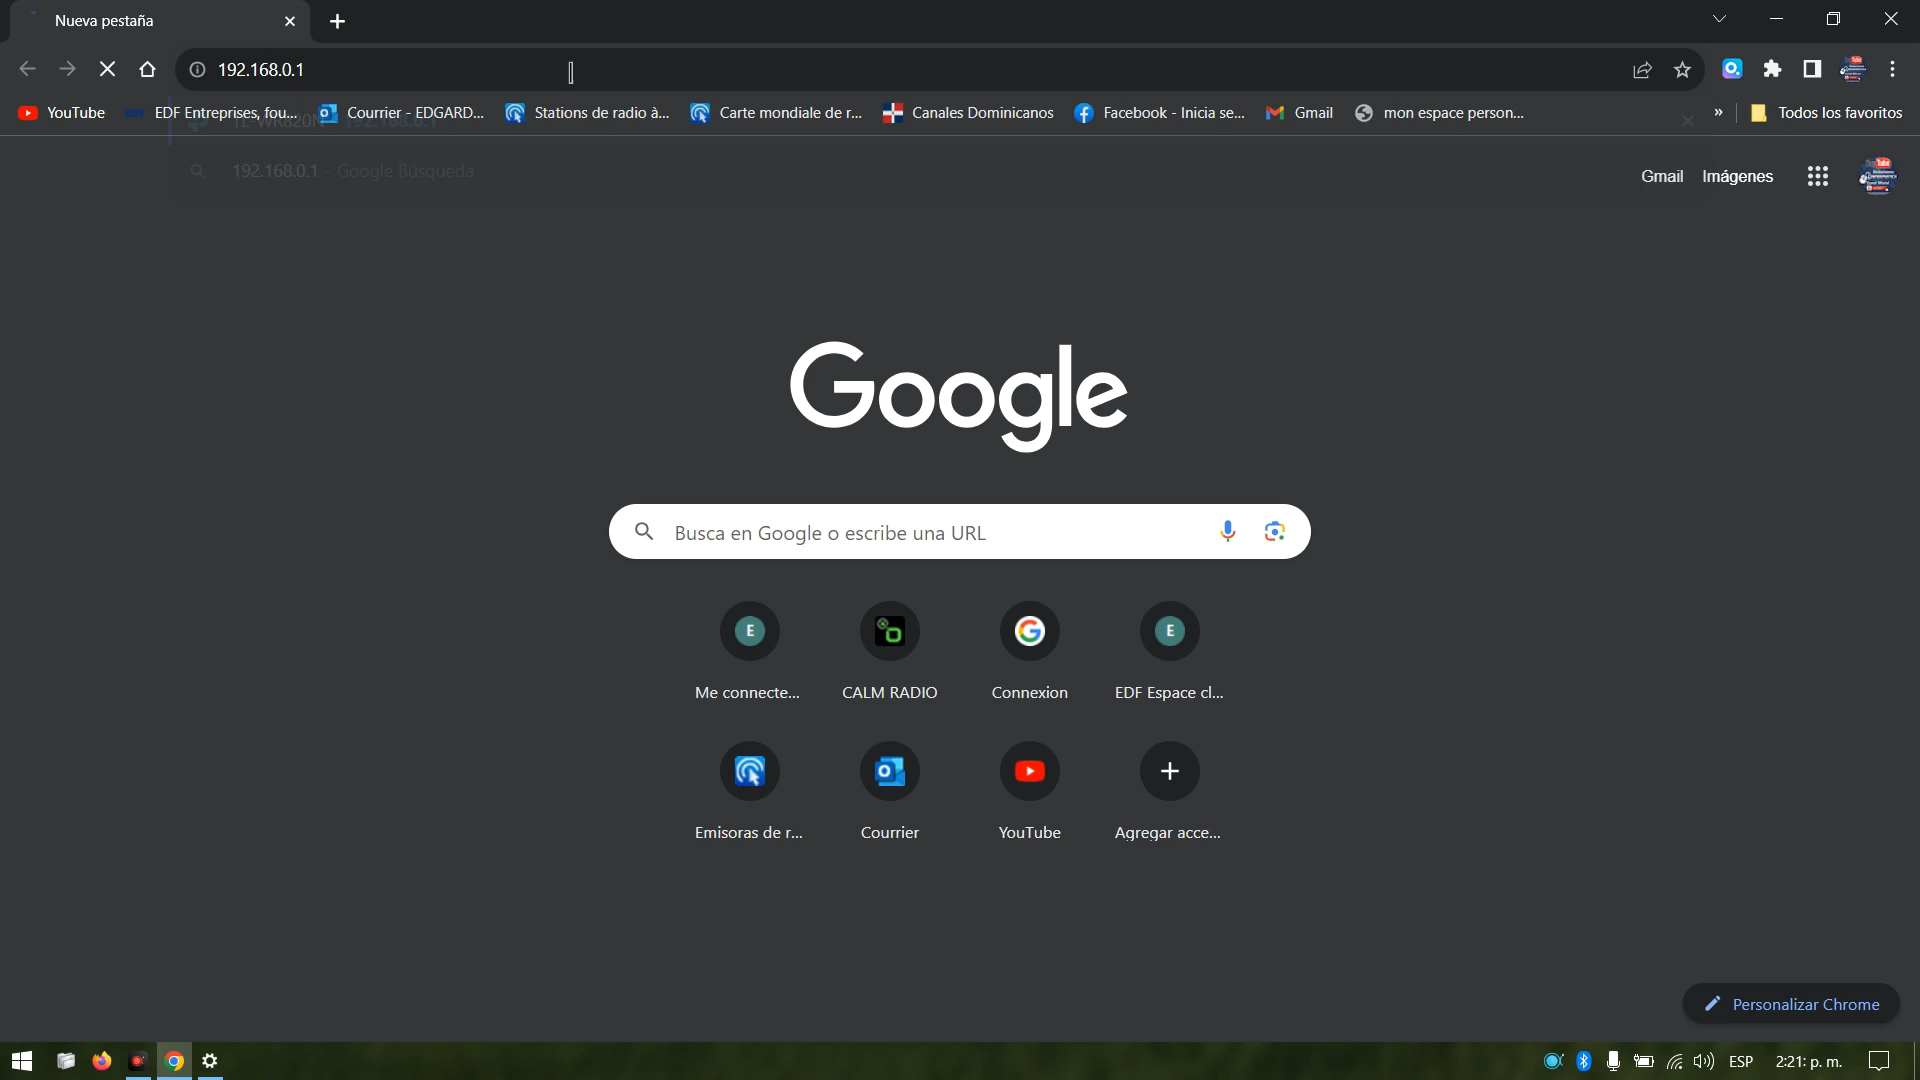 Nueva pestaña
192.168.0.1
YouTube
EDF Entreprises, fou...
Courrier - EDGARD...
Stations de radio à...
Carte mondiale de r...
Canales Dominicanos
Facebook - Inicia se...
Gmail
mon espace person...
»
Todos los favoritos
192.168.0.1 - Google Búsqueda
Gmail
Imágenes
Google
Busca en Google o escribe una URL
E
Me connecte...
CALM RADIO
Connexion
E
EDF Espace cl...
Emisoras de r...
Courrier
YouTube
Agregar acce...
Personalizar Chrome
ESP
2:21: p. m.